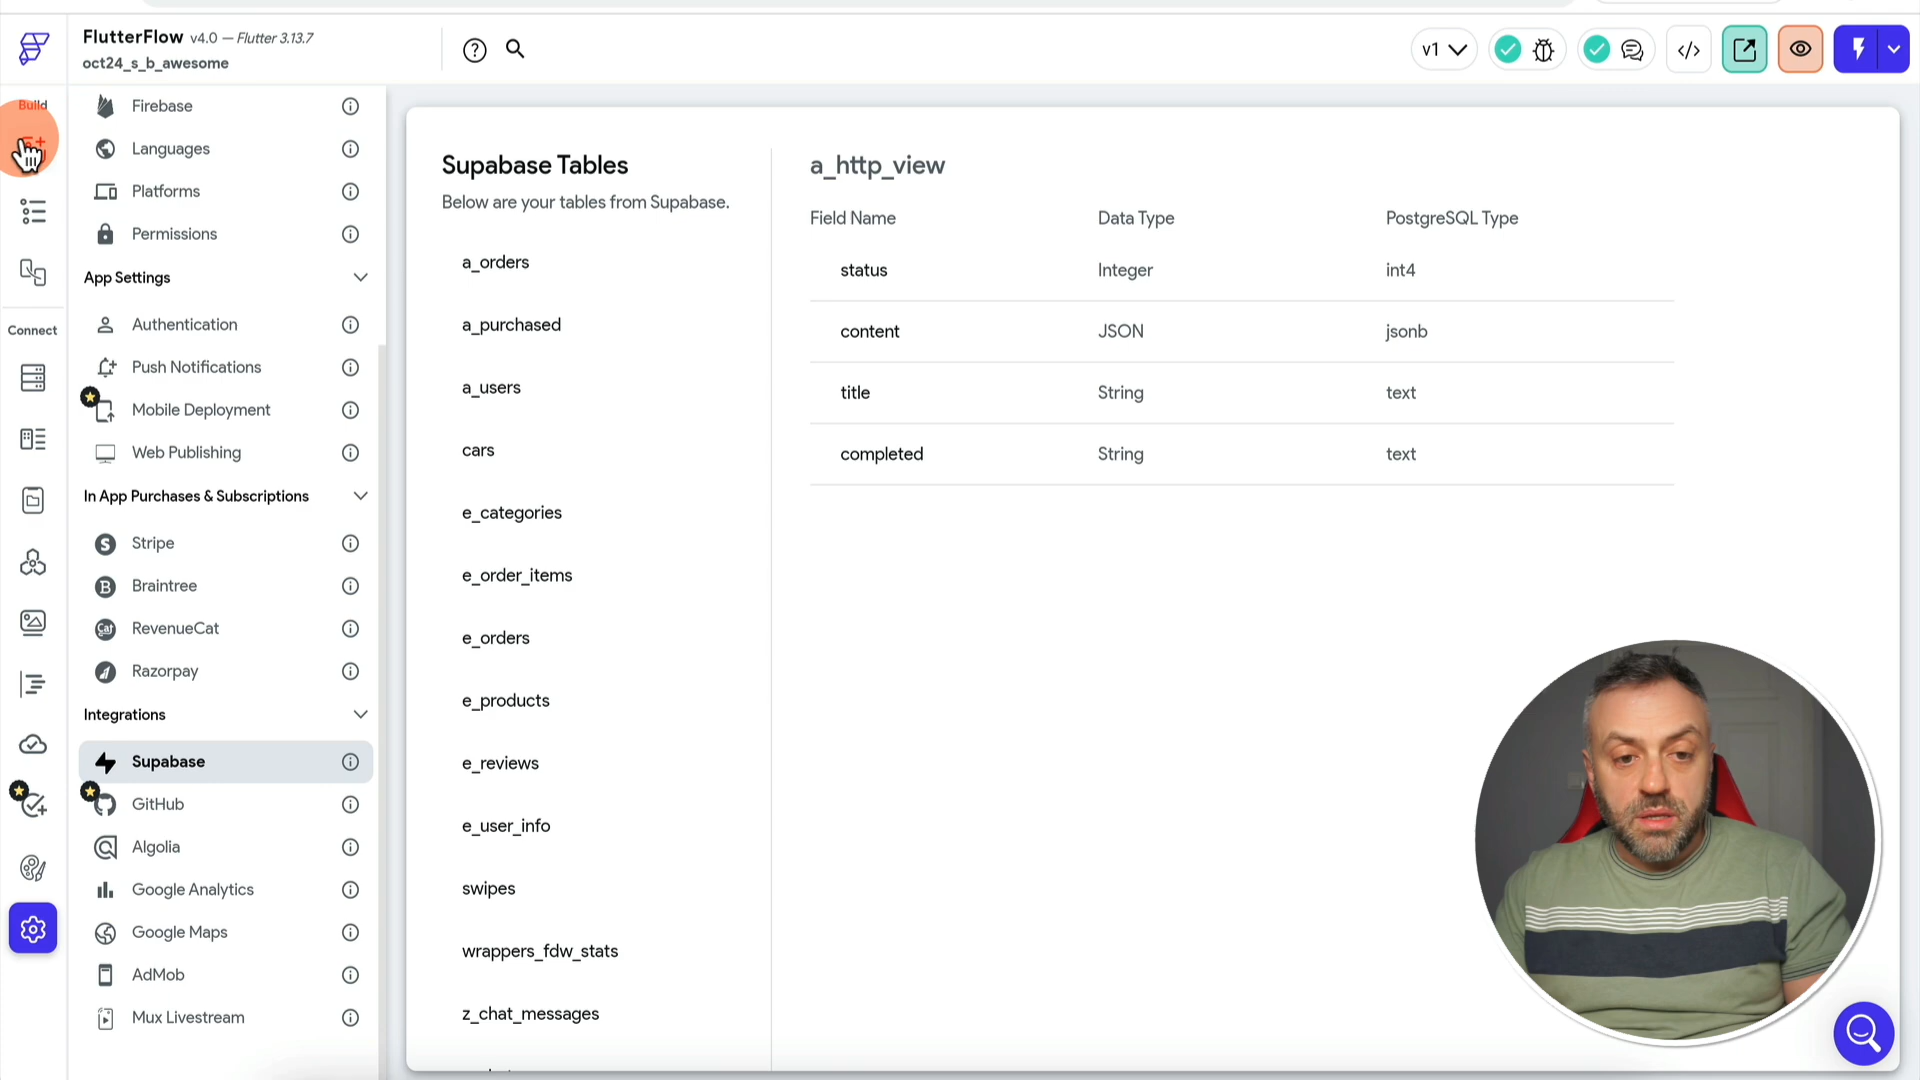 FlutterFlow v4.0 — Flutter 3.13.7
oct24_s_b_awesome
v1
Build
Connect
Firebase
Languages
Platforms
Permissions
App Settings
Authentication
Push Notifications
Mobile Deployment
Web Publishing
In App Purchases & Subscriptions
Stripe
Braintree
RevenueCat
Razorpay
Integrations
Supabase
GitHub
Algolia
Google Analytics
Google Maps
AdMob
Mux Livestream
Supabase Tables
Below are your tables from Supabase.
a_orders
a_purchased
a_users
cars
e_categories
e_order_items
e_orders
e_products
e_reviews
e_user_info
swipes
wrappers_fdw_stats
z_chat_messages
a_http_view
Field Name Data Type PostgreSQL Type
status Integer int4
content JSON jsonb
title String text
completed String text